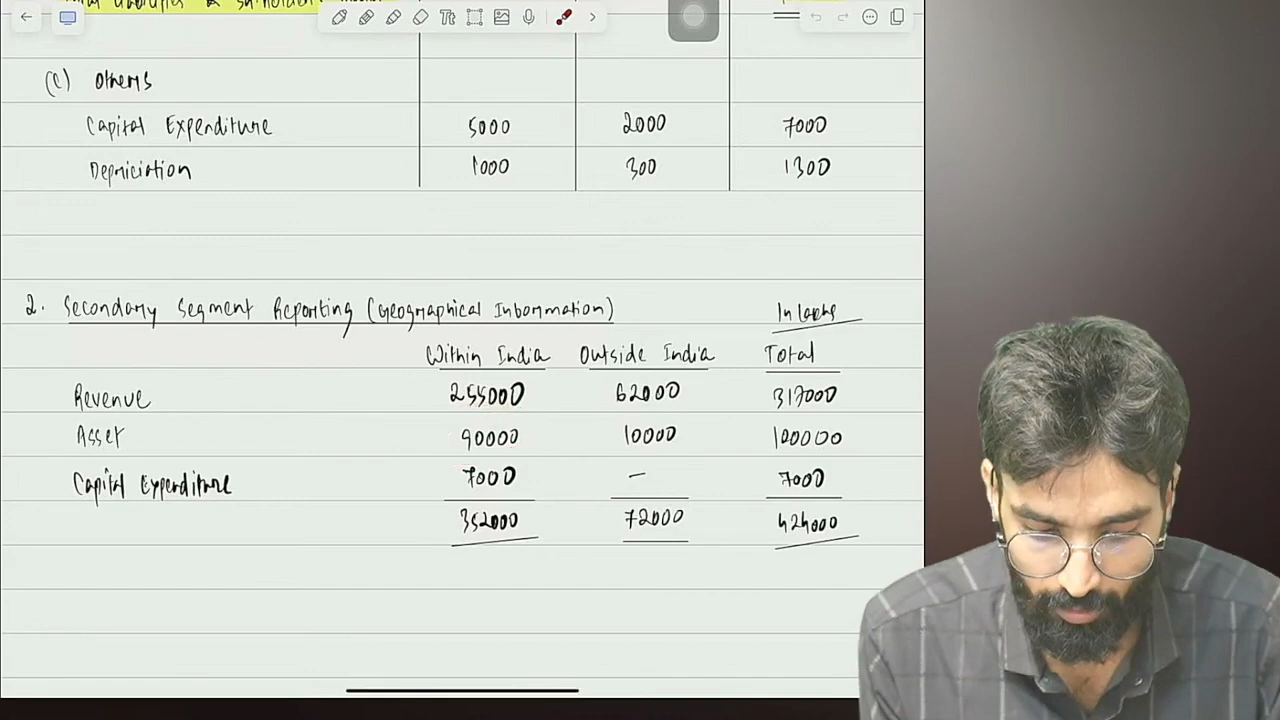 (C) Others
Capital Expenditure 5000 2000 7000
Depriciation 1000 300 1300
2. Secondary Segment Reporting (Geographical Information) In lakhs
Within India Outside India Total
Revenue 255000 62000 317000
Asset 90000 10000 100000
Capital Expenditure 7000 — 7000
352000 72000 424000